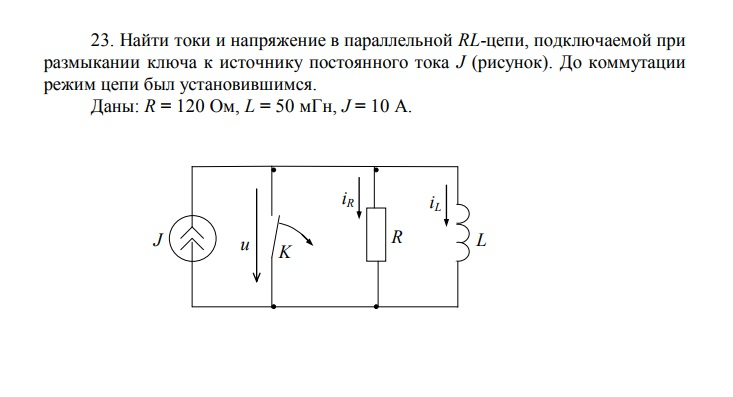 23. Найти токи и напряжение в параллельной RL-цепи, подключаемой при
размыкании ключа к источнику постоянного тока J (рисунок). До коммутации
режим цепи был установившимся.
Даны: R = 120 Ом, L = 50 мГн, J = 10 А.
J
u
K
iR
R
iL
L